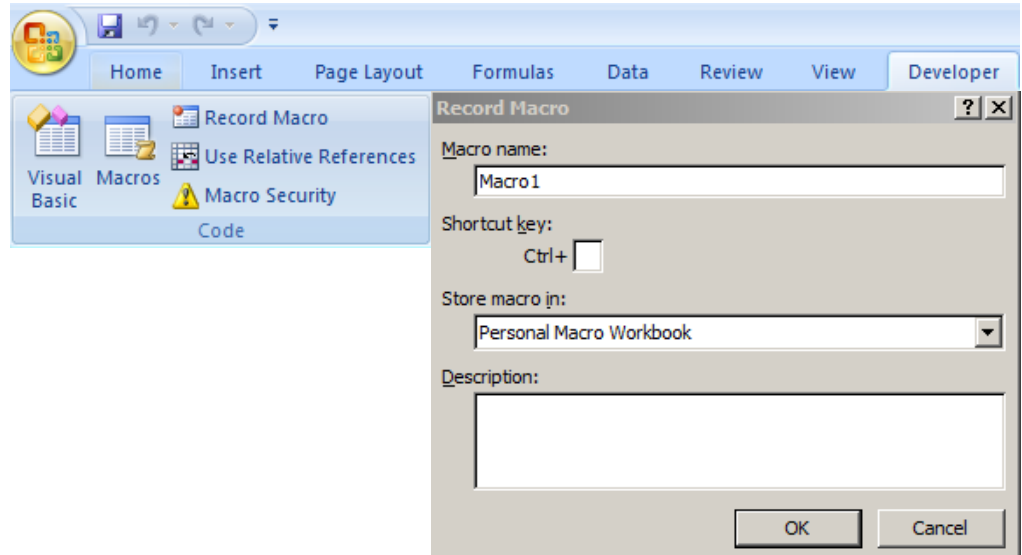 Home Insert Page Layout Formulas Data Review View Developer
Record Macro
Use Relative References
Macro Security
Visual Basic
Macros
Code
Record Macro
Macro name:
Macro1
Shortcut key:
Ctrl+
Store macro in:
Personal Macro Workbook
Description:
OK Cancel